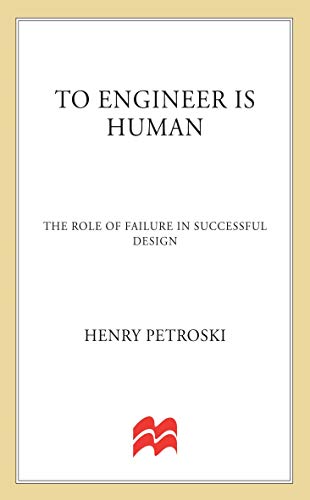 TO ENGINEER IS
HUMAN
THE ROLE OF FAILURE IN SUCCESSFUL
DESIGN
HENRY PETROSKI